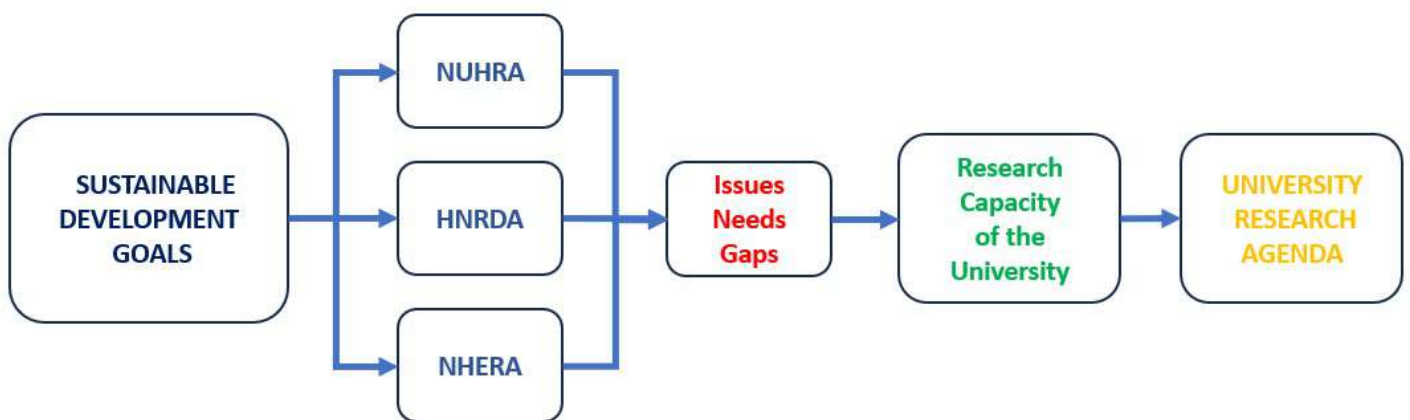 SUSTAINABLE
DEVELOPMENT
GOALS
NUHRA
HNRDA
NHERA
Issues
Needs
Gaps
Research
Capacity
of the
University
UNIVERSITY
RESEARCH
AGENDA